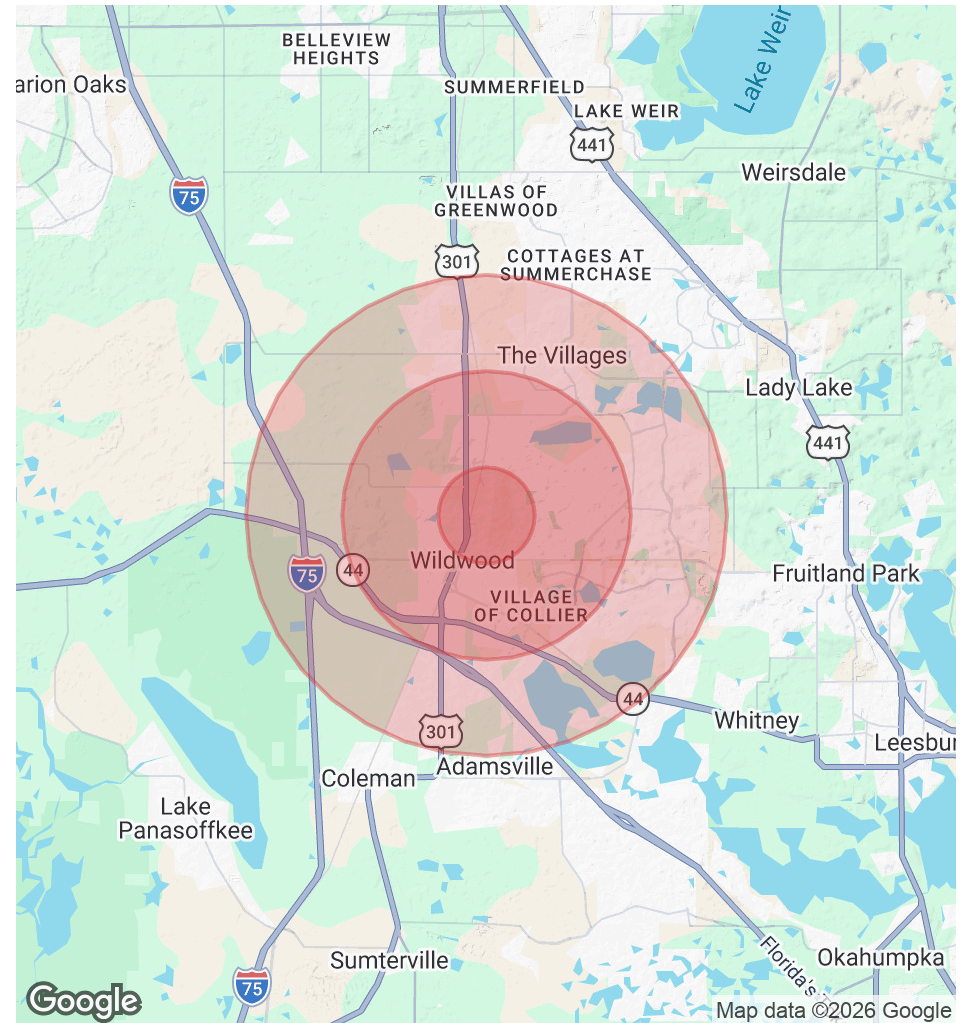 BELLEVIEW
HEIGHTS
arion Oaks
SUMMERFIELD
Lake Weir
LAKE WEIR
441
Weirsdale
75
VILLAS OF
GREENWOOD
301
COTTAGES AT
SUMMERCHASE
The Villages
Lady Lake
441
Wildwood
75
44
Fruitland Park
VILLAGE
OF COLLIER
44
Whitney
301
Leesbur
Adamsville
Coleman
Lake
Panasoffkee
Sumterville
Florida's
Okahumpka
75
Google
Map data ©2026 Google